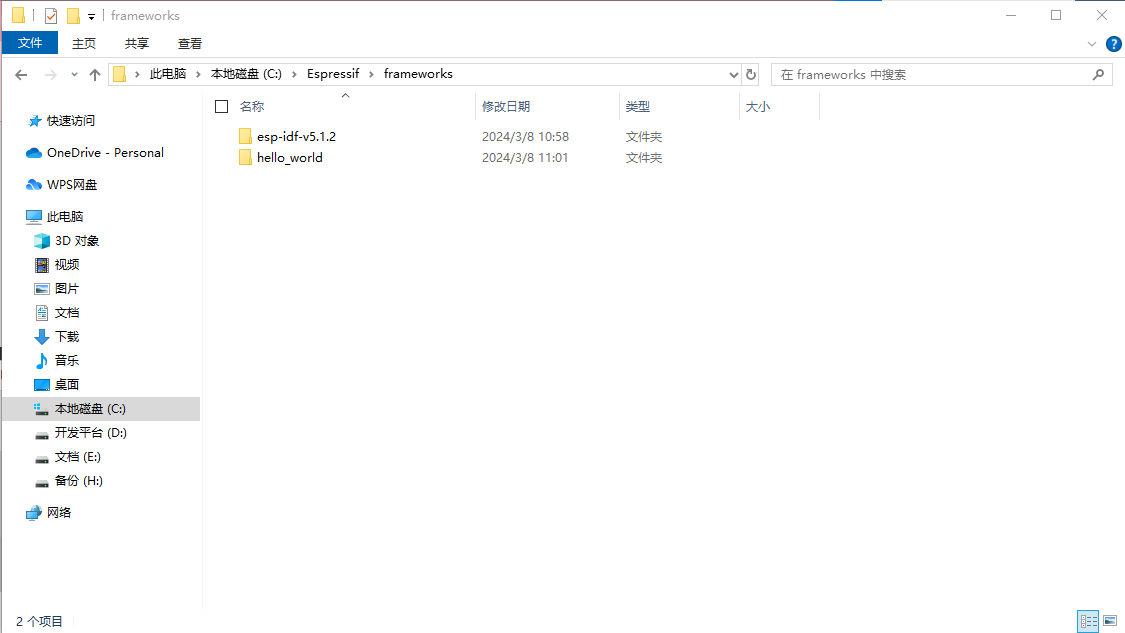 frameworks
文件 主页 共享 查看
此电脑 本地磁盘 (C:) Espressif frameworks 在 frameworks 中搜索
名称 修改日期 类型 大小
esp-idf-v5.1.2 2024/3/8 10:58 文件夹
hello_world 2024/3/8 11:01 文件夹
快速访问
OneDrive - Personal
WPS网盘
此电脑
3D 对象
视频
图片
文档
下载
音乐
桌面
本地磁盘 (C:)
开发平台 (D:)
文档 (E:)
备份 (H:)
网络
2 个项目